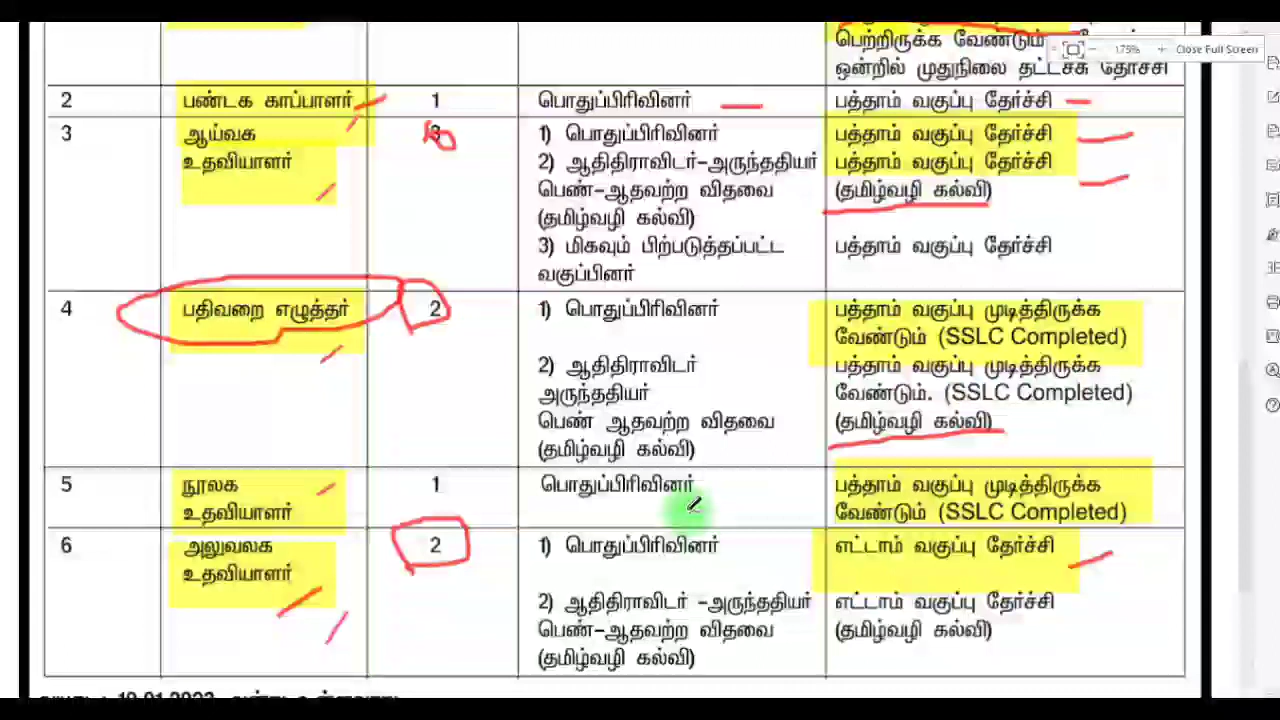 பெற்றிருக்க வேண்டும்
175%
Close Full Screen
ஒன்றில் முதுநிலை தட்டச்சு தேர்ச்சி
2 பண்டக காப்பாளர் 1 பொதுப்பிரிவினர் பத்தாம் வகுப்பு தேர்ச்சி
3 ஆய்வக 3 1) பொதுப்பிரிவினர் பத்தாம் வகுப்பு தேர்ச்சி
உதவியாளர் 2) ஆதிதிராவிடர்-அருந்ததியர் பத்தாம் வகுப்பு தேர்ச்சி
பெண்-ஆதவற்ற விதவை (தமிழ்வழி கல்வி)
(தமிழ்வழி கல்வி)
3) மிகவும் பிற்படுத்தப்பட்ட பத்தாம் வகுப்பு தேர்ச்சி
வகுப்பினர்
4 பதிவறை எழுத்தர் 2 1) பொதுப்பிரிவினர் பத்தாம் வகுப்பு முடித்திருக்க
வேண்டும் (SSLC Completed)
2) ஆதிதிராவிடர் பத்தாம் வகுப்பு முடித்திருக்க
அருந்ததியர் வேண்டும். (SSLC Completed)
பெண் ஆதவற்ற விதவை (தமிழ்வழி கல்வி)
(தமிழ்வழி கல்வி)
5 நூலக 1 பொதுப்பிரிவினர் பத்தாம் வகுப்பு முடித்திருக்க
உதவியாளர் வேண்டும் (SSLC Completed)
6 அலுவலக 2 1) பொதுப்பிரிவினர் எட்டாம் வகுப்பு தேர்ச்சி
உதவியாளர்
2) ஆதிதிராவிடர் -அருந்ததியர் எட்டாம் வகுப்பு தேர்ச்சி
பெண்-ஆதவற்ற விதவை (தமிழ்வழி கல்வி)
(தமிழ்வழி கல்வி)